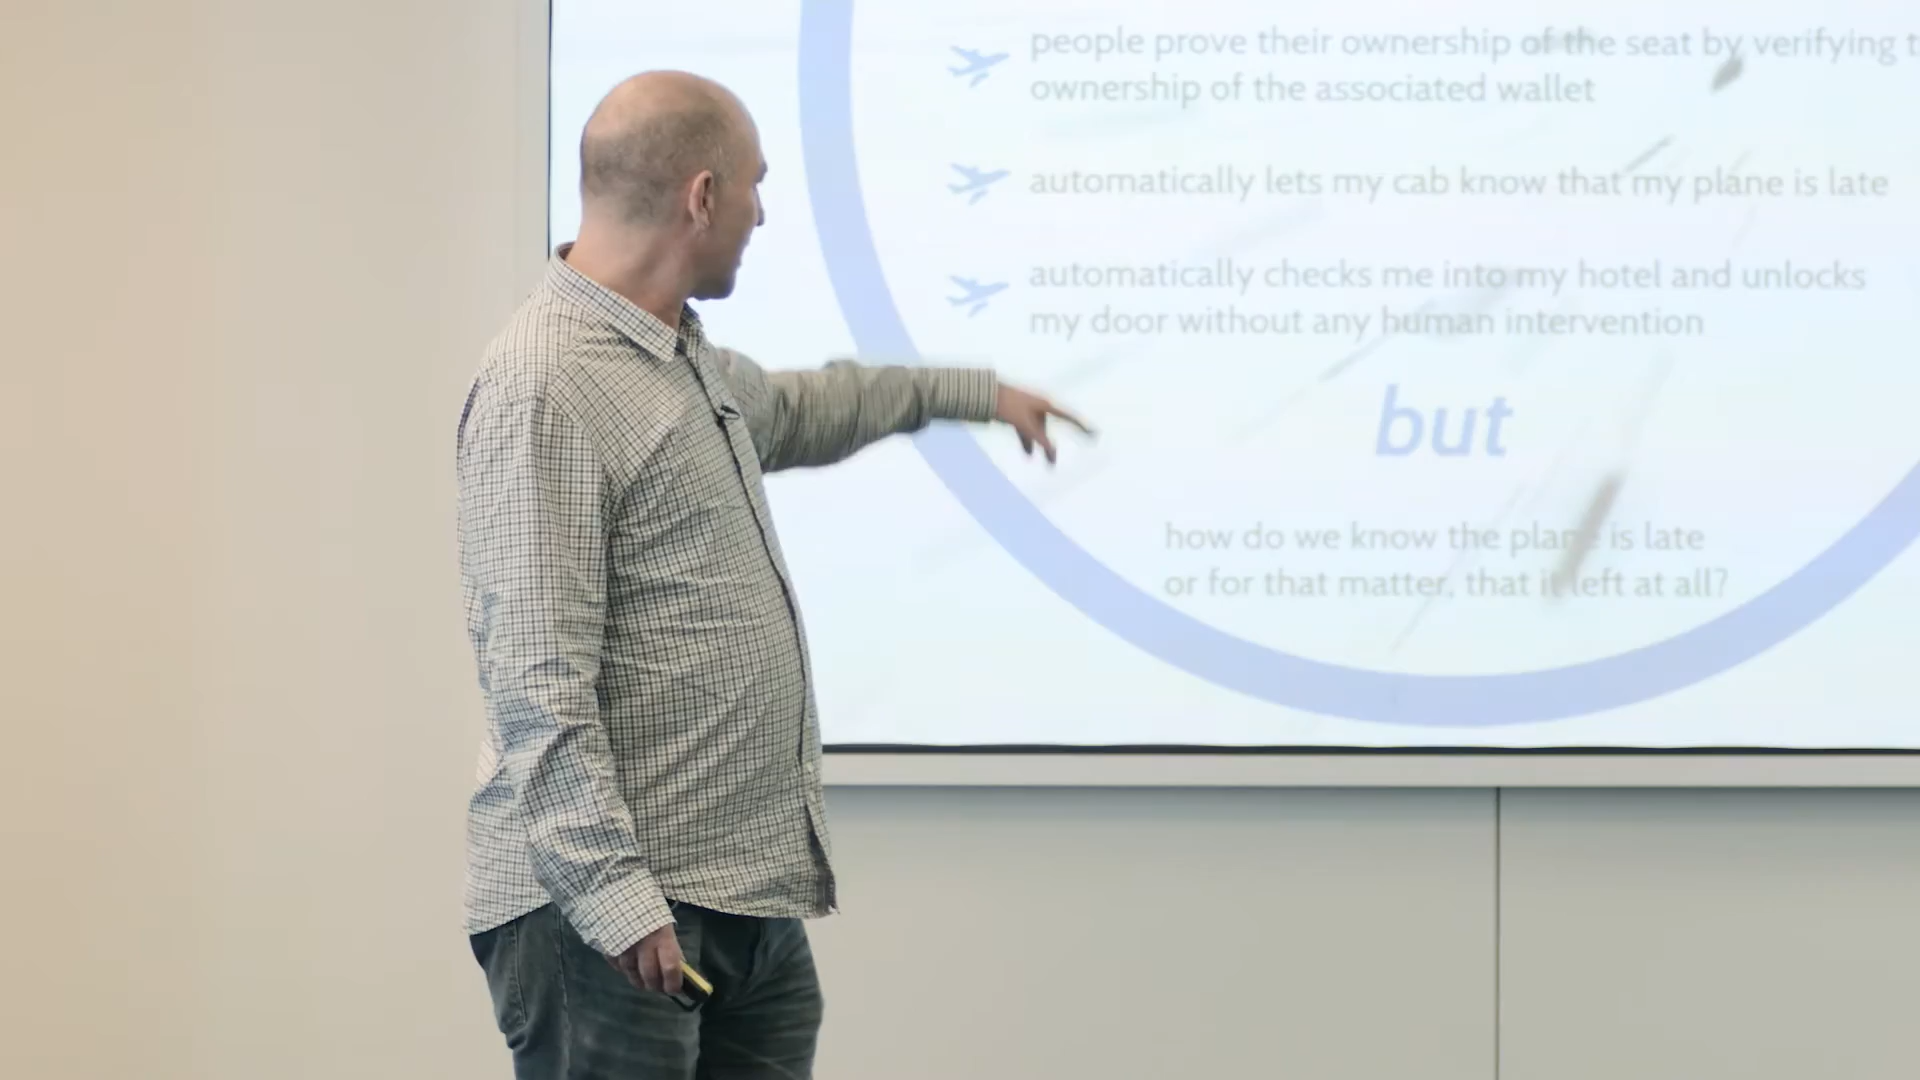 people prove their ownership of the seat by verifying
ownership of the associated wallet
automatically lets my cab know that my plane is late
automatically checks me into my hotel and unlocks
my door without any human intervention
but
how do we know the plane is late
or for that matter, that it left at all?